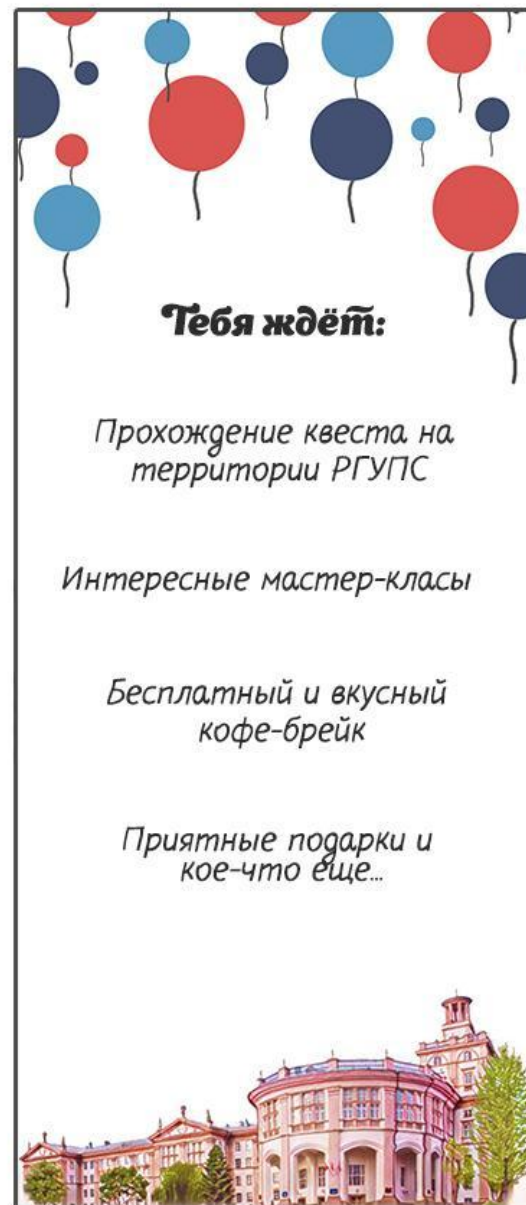 Тебя ждёт:
Прохождение квеста на
территории РГУПС
Интересные мастер-класы
Бесплатный и вкусный
кофе-брейк
Приятные подарки и
кое-что еще...